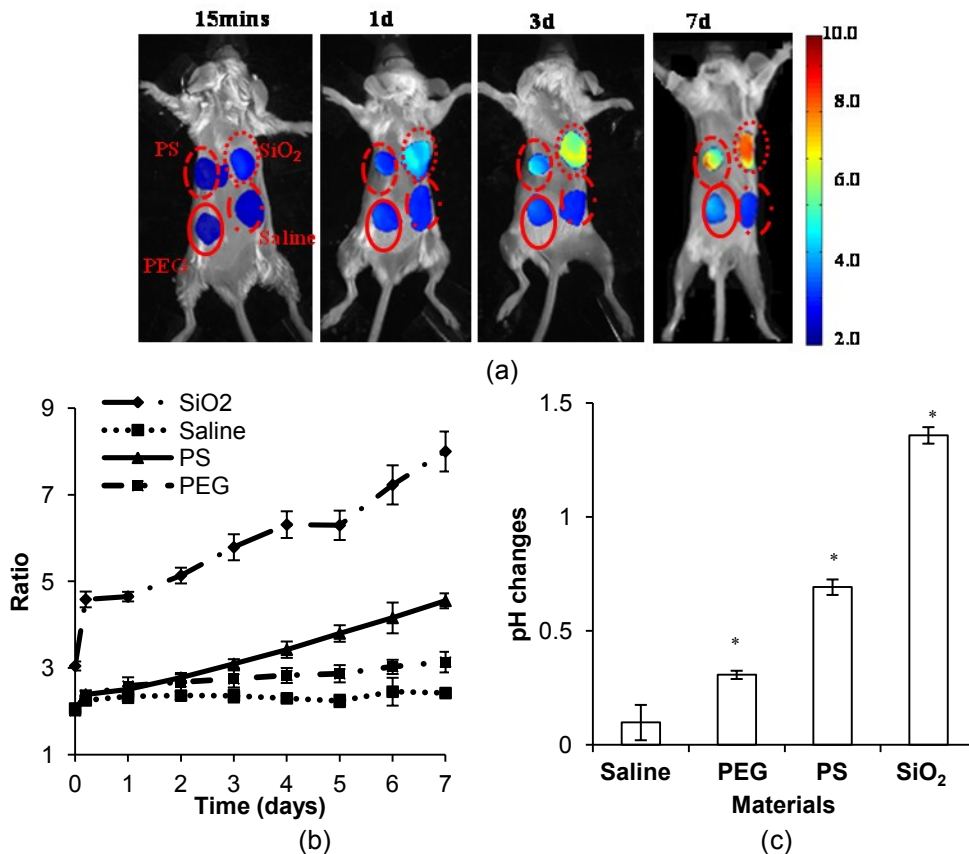 15mins 1d 3d 7d
PS SiO₂
Saline
PEG
10.0
8.0
6.0
4.0
2.0
(a)
9
7
5
3
1
Ratio
SiO2
Saline
PS
PEG
0 1 2 3 4 5 6 7
Time (days)
(b)
1.5
1
0.5
0
pH changes
*
*
*
Saline PEG PS SiO₂
Materials
(c)